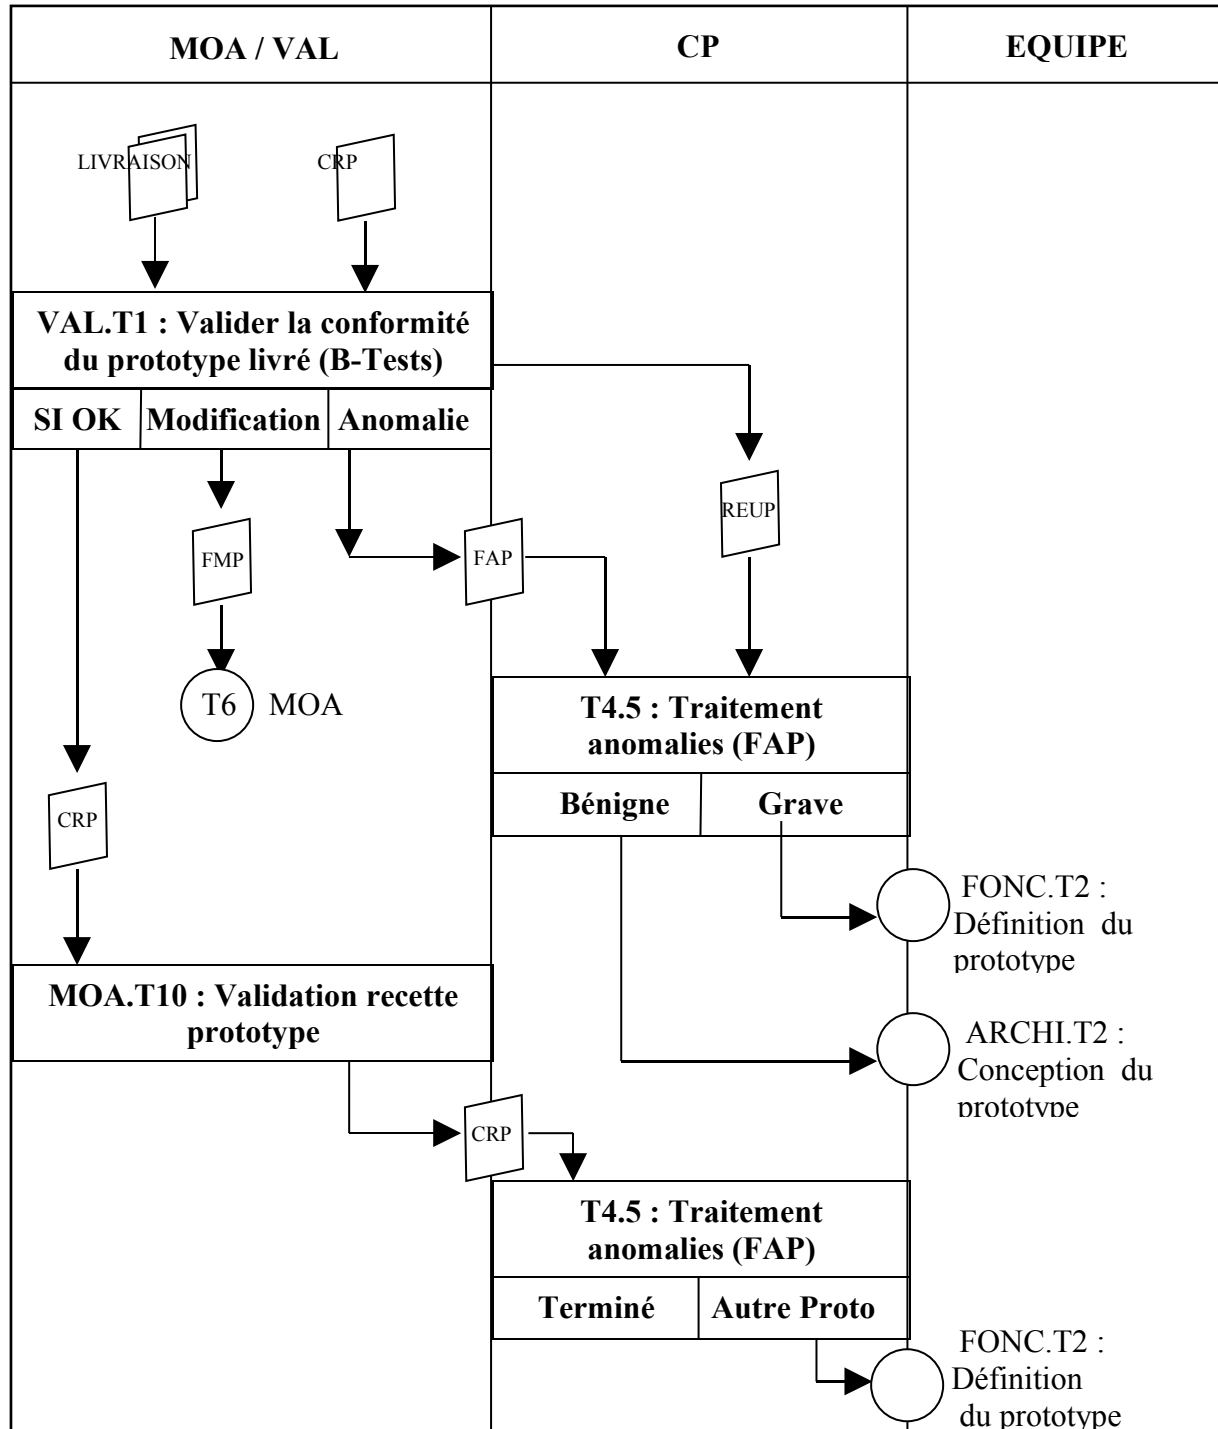 MOA / VAL
CP
EQUIPE
LIVRAISON
CRP
VAL.T1 : Valider la conformité
du prototype livré (B-Tests)
SI OK
Modification
Anomalie
REUP
FMP
FAP
T6
MOA
T4.5 : Traitement
anomalies (FAP)
Bénigne
Grave
CRP
FONC.T2 :
Définition du
prototype
MOA.T10 : Validation recette
prototype
ARCHI.T2 :
Conception du
prototype
CRP
T4.5 : Traitement
anomalies (FAP)
Terminé
Autre Proto
FONC.T2 :
Définition
du prototype